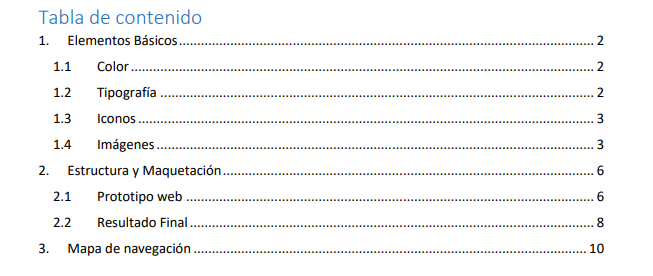 Tabla de contenido
1. Elementos Básicos 2
1.1 Color 2
1.2 Tipografía 2
1.3 Iconos 3
1.4 Imágenes 3
2. Estructura y Maquetación 6
2.1 Prototipo web 6
2.2 Resultado Final 8
3. Mapa de navegación 10